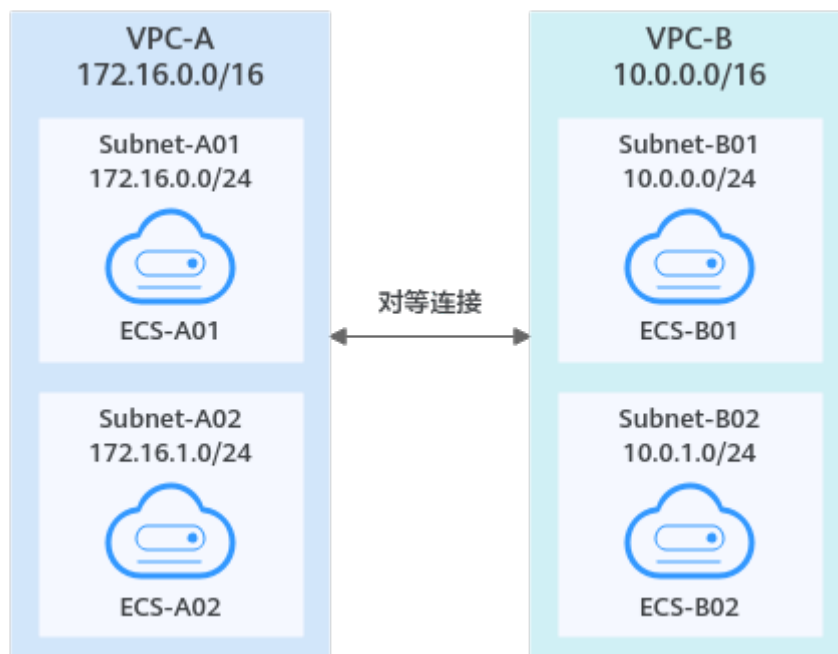 VPC-A
172.16.0.0/16
Subnet-A01
172.16.0.0/24
ECS-A01
Subnet-A02
172.16.1.0/24
ECS-A02
对等连接
VPC-B
10.0.0.0/16
Subnet-B01
10.0.0.0/24
ECS-B01
Subnet-B02
10.0.1.0/24
ECS-B02